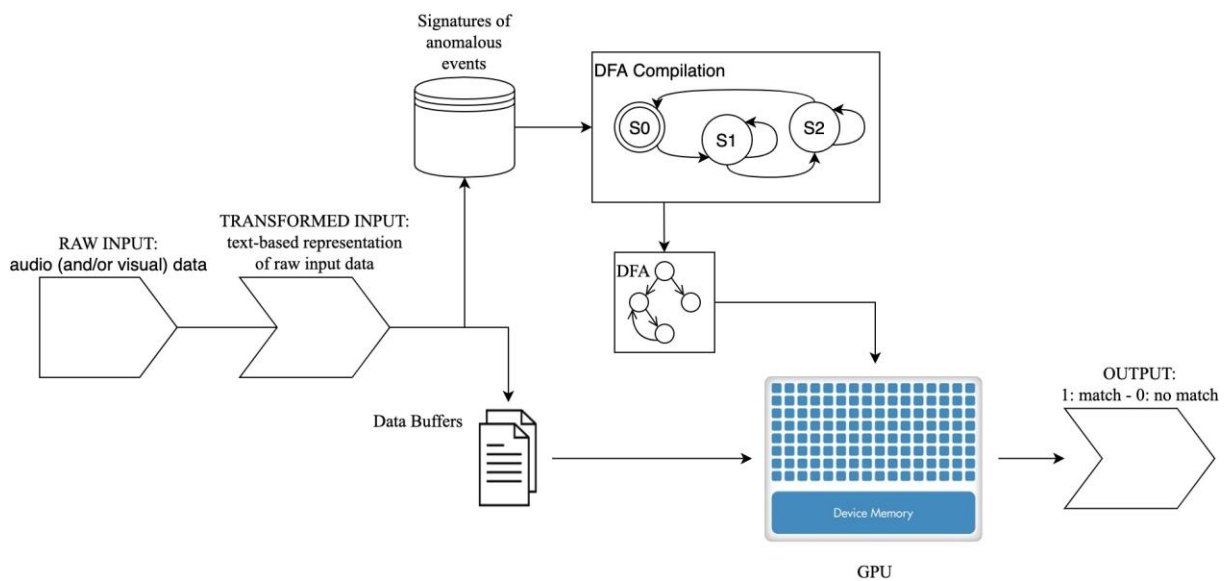 Signatures of
anomalous
events
DFA Compilation
S0
S1
S2
TRANSFORMED INPUT:
text-based representation
of raw input data
RAW INPUT:
audio (and/or visual) data
DFA
Data Buffers
OUTPUT:
1: match - 0: no match
Device Memory
GPU